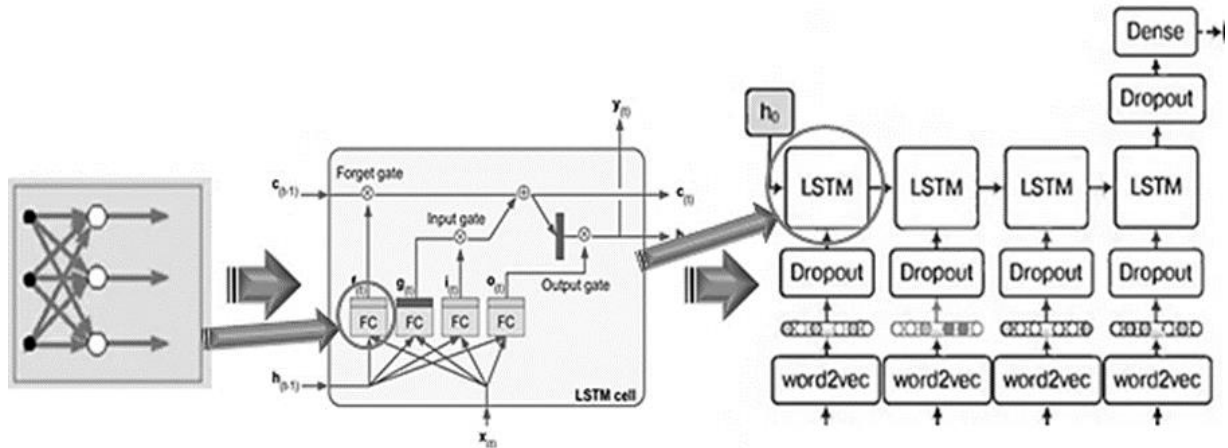 Dense
Dropout
h0
y(t)
Forget gate
c(t-1)
c(t)
LSTM LSTM LSTM LSTM
Input gate
f(t) g(t) i(t) o(t)
Output gate
Dropout Dropout Dropout Dropout
FC FC FC FC
h(t-1)
LSTM cell
word2vec word2vec word2vec word2vec
x(t)